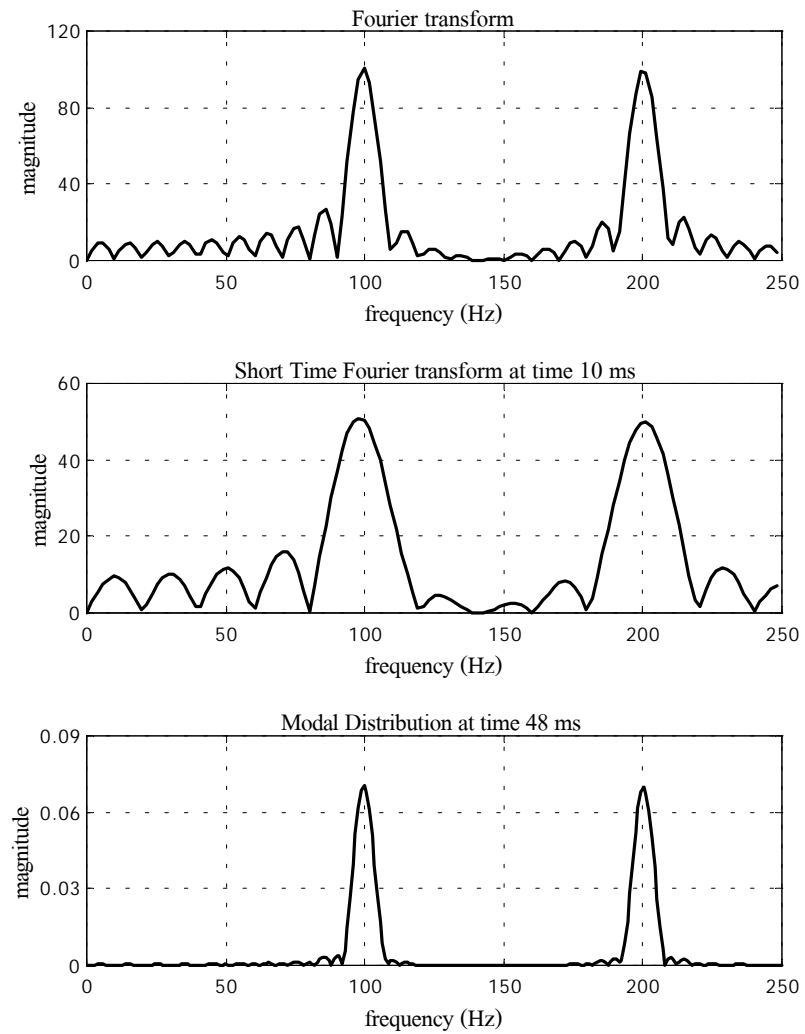 Fourier transform
120
80
40
0
magnitude
0 50 100 150 200 250
frequency (Hz)
Short Time Fourier transform at time 10 ms
60
40
20
0
magnitude
0 50 100 150 200 250
frequency (Hz)
Modal Distribution at time 48 ms
0.09
0.06
0.03
0
magnitude
0 50 100 150 200 250
frequency (Hz)